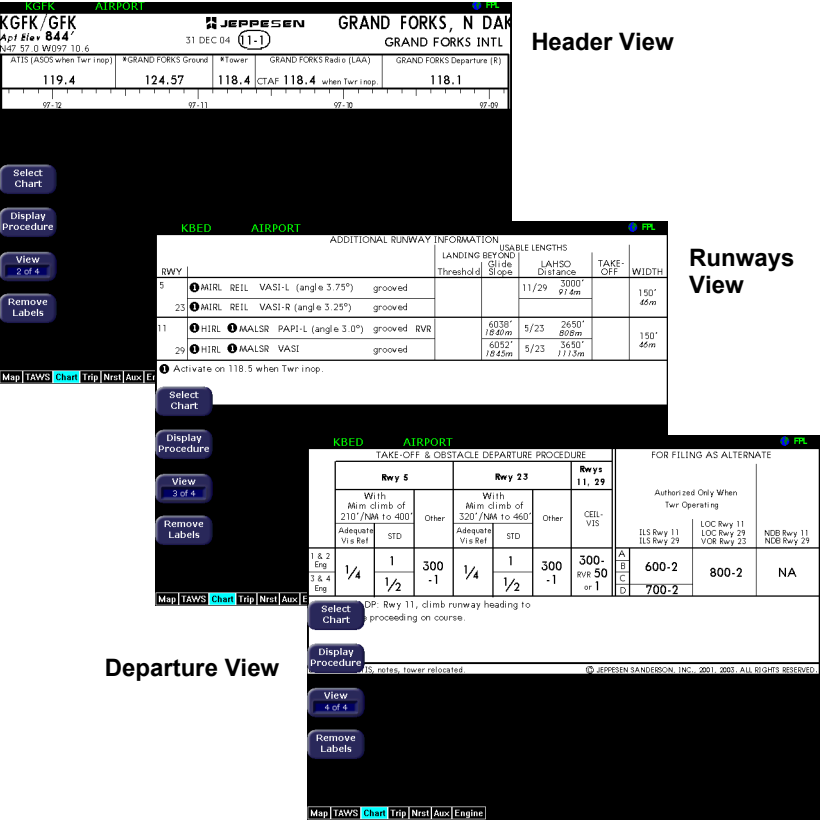 KGFK AIRPORT FPL
KGFK/GFK JEPPESEN GRAND FORKS, N DAK
Apt Elev 844' 31 DEC 04 11-1 GRAND FORKS INTL
N47 57.0 W097 10.6
ATIS (ASOS when Twr inop) *GRAND FORKS Ground *Tower GRAND FORKS Radio (LAA) GRAND FORKS Departure (R)
119.4 124.57 118.4 CTAF 118.4 when Twr inop. 118.1
97-12 97-11 97-10 97-09
Header View
Select
Chart
Display
Procedure
View
2 of 4
Remove
Labels
Map TAWS Chart Trip Nrst Aux
KBED AIRPORT FPL
ADDITIONAL RUNWAY INFORMATION
USABLE LENGTHS
LANDING BEYOND
Glide LAHSO TAKE-
RWY Threshold Slope Distance OFF WIDTH
5 1 MIRL REIL VASI-L (angle 3.75°) grooved 11/29 3000' 914m 150' 46m
23 1 MIRL REIL VASI-R (angle 3.25°) grooved
11 1 HIRL 1 MALSR PAPI-L (angle 3.0°) grooved RVR 6038' 1840m 5/23 2650' 808m 150' 46m
29 1 HIRL 1 MALSR VASI grooved 6052' 1845m 5/23 3650' 1113m
1 Activate on 118.5 when Twr inop.
Runways
View
Select
Chart
Display
Procedure
View
3 of 4
Remove
Labels
Map TAWS Chart Trip Nrst Aux
KBED AIRPORT FPL
TAKE-OFF & OBSTACLE DEPARTURE PROCEDURE FOR FILING AS ALTERNATE
Rwy 5 Rwy 23 Rwys 11, 29
With Mim climb of 210'/NM to 400' Other With Mim climb of 320'/NM to 460' Other CEIL-VIS Authorized Only When Twr Operating
Adequate Vis Ref STD Adequate Vis Ref STD ILS Rwy 11 ILS Rwy 29 LOC Rwy 11 LOC Rwy 29 VOR Rwy 23 NDB Rwy 11 NDB Rwy 29
1 & 2 Eng 1/4 1 300-1 1/4 1 300-1 300- RVR 50 or 1 A B C 600-2 800-2 NA
3 & 4 Eng 1/2 1/2 D 700-2
DP: Rwy 11, climb runway heading to
proceeding on course.
IS, notes, tower relocated. © JEPPESEN SANDERSON, INC., 2001, 2003. ALL RIGHTS RESERVED.
Departure View
Select
Chart
Display
Procedure
View
4 of 4
Remove
Labels
Map TAWS Chart Trip Nrst Aux Engine